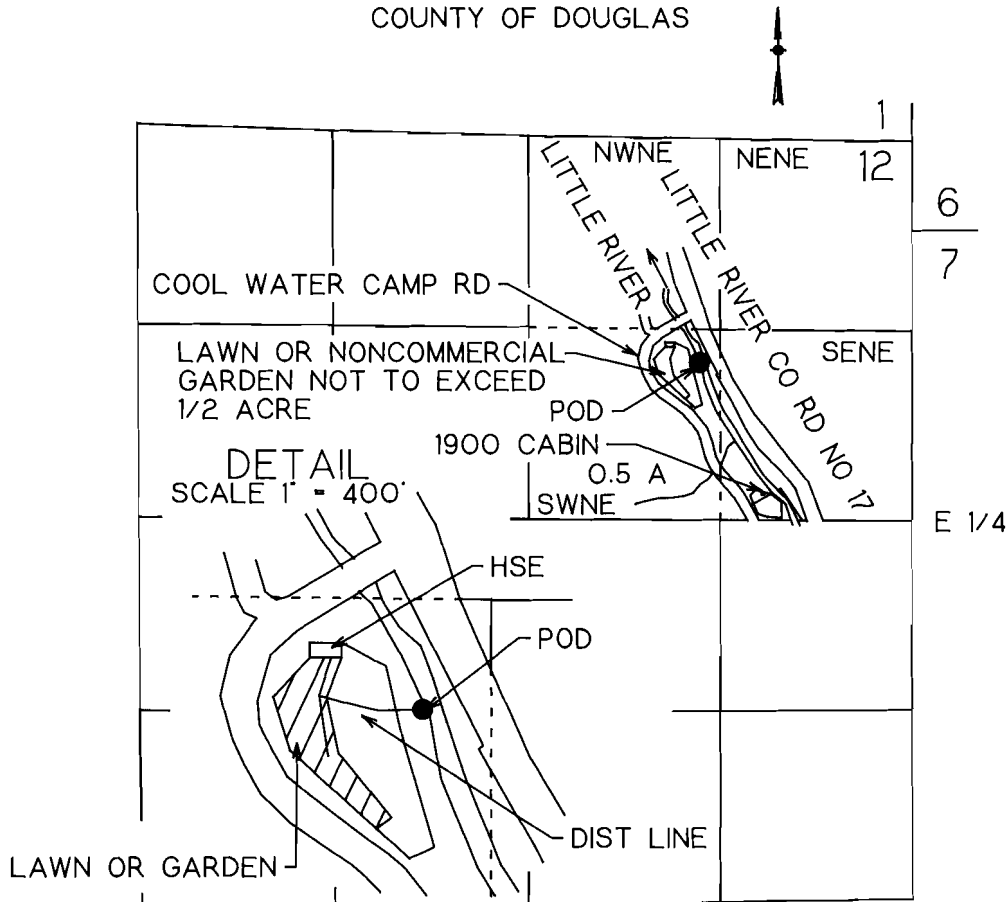 COUNTY OF DOUGLAS
1
NWNE
NENE
12
6
7
LITTLE RIVER
LITTLE RIVER CO RD NO 17
COOL WATER CAMP RD
LAWN OR NONCOMMERCIAL
GARDEN NOT TO EXCEED
1/2 ACRE
SENE
POD
1900 CABIN
0.5 A
SWNE
E 1/4
DETAIL
SCALE 1" = 400'
HSE
POD
DIST LINE
LAWN OR GARDEN